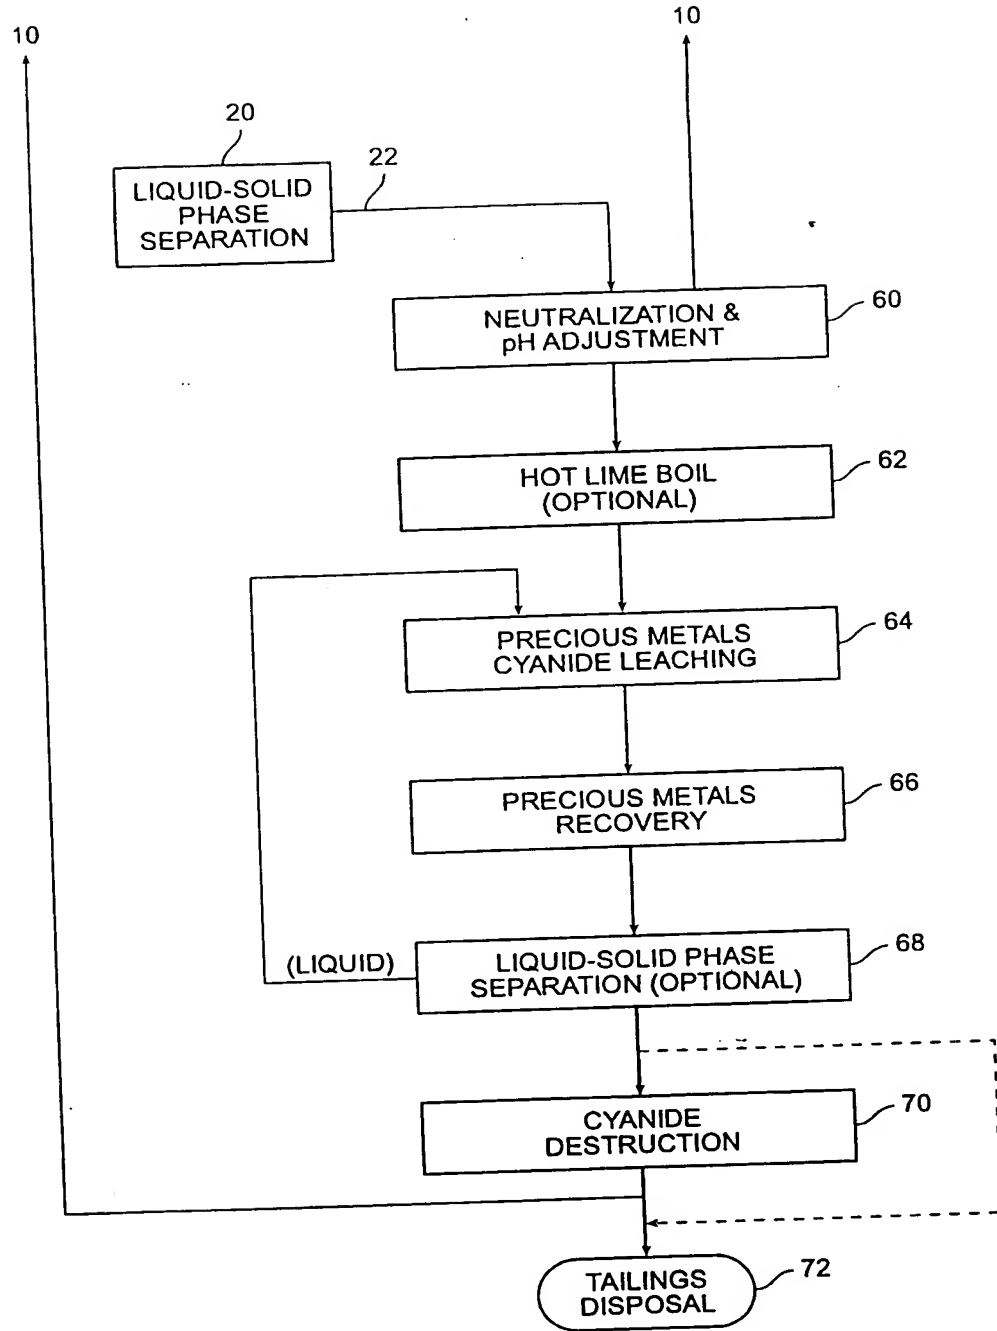 10
10
20
22
LIQUID-SOLID
PHASE
SEPARATION
60
NEUTRALIZATION &
pH ADJUSTMENT
62
HOT LIME BOIL
(OPTIONAL)
64
PRECIOUS METALS
CYANIDE LEACHING
66
PRECIOUS METALS
RECOVERY
68
(LIQUID)
LIQUID-SOLID PHASE
SEPARATION (OPTIONAL)
70
CYANIDE
DESTRUCTION
72
TAILINGS
DISPOSAL